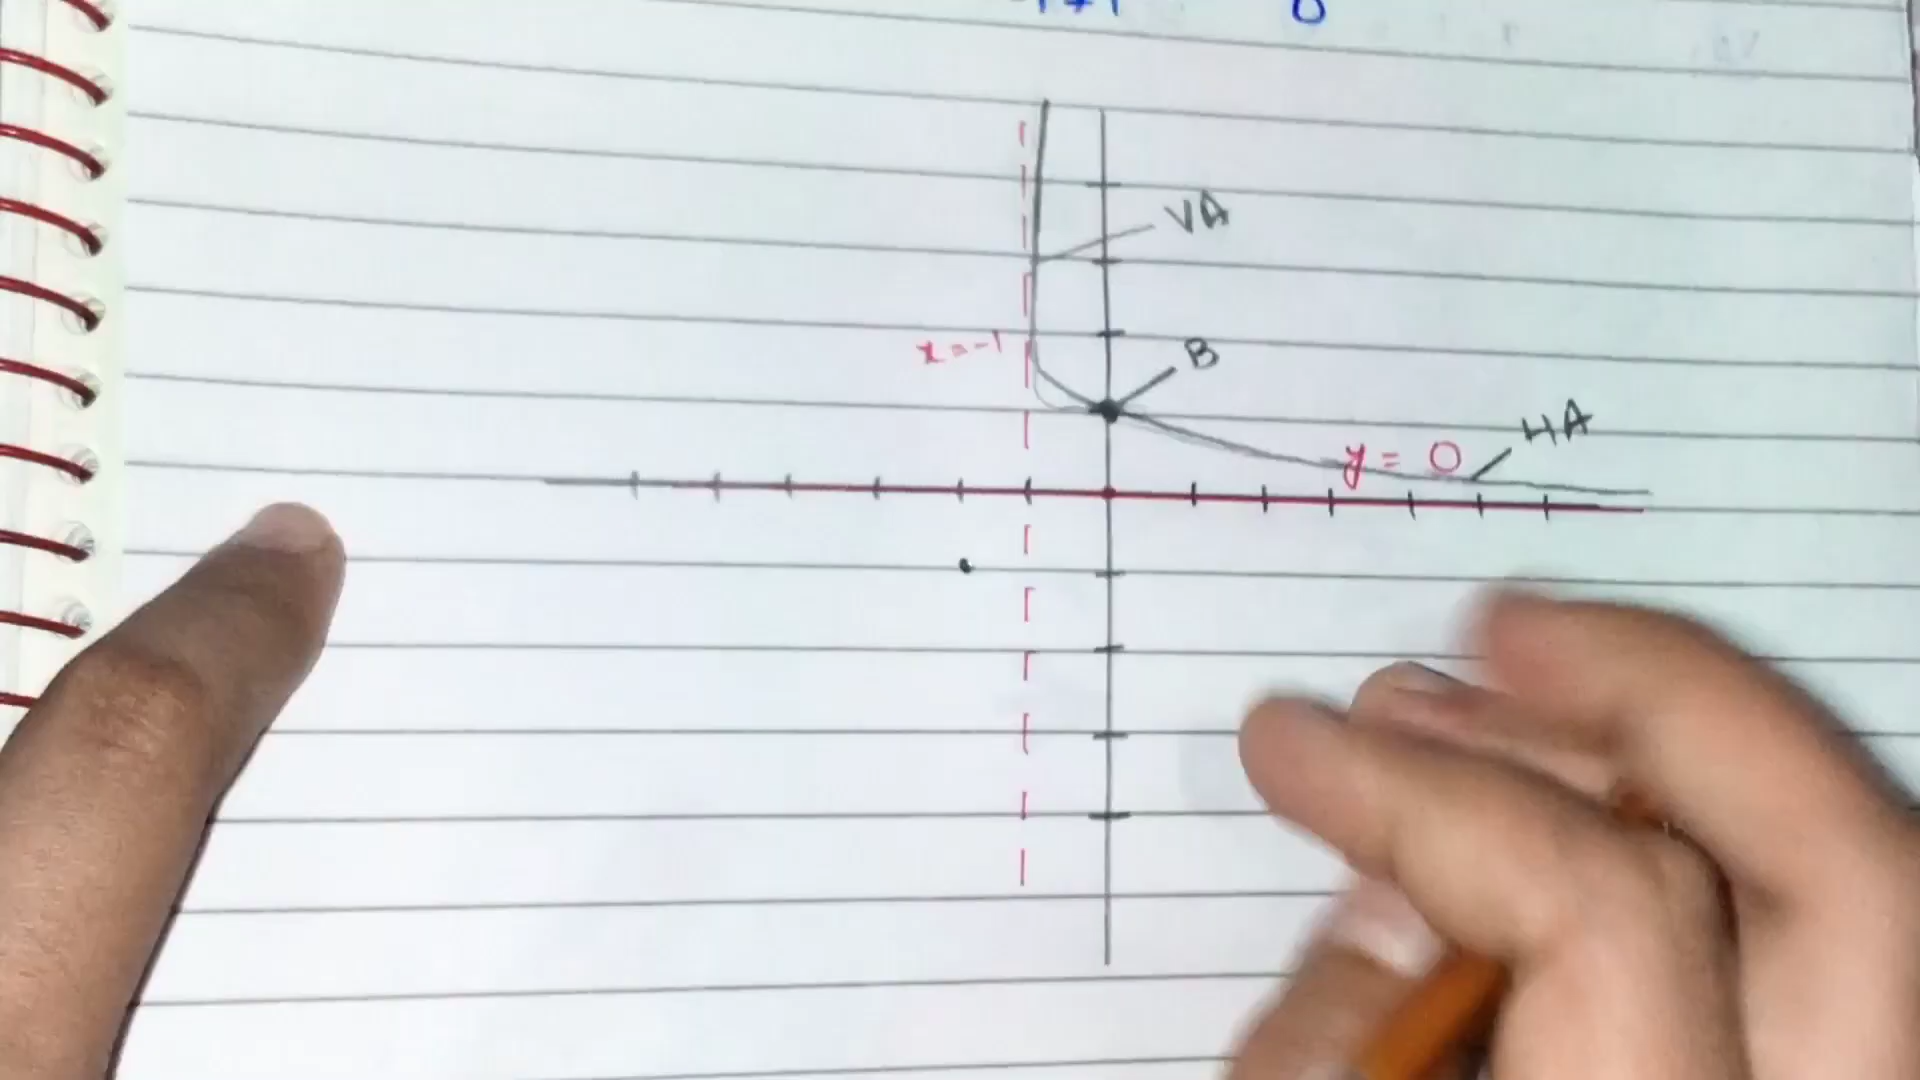 VA
x = -1
B
HA
y = 0